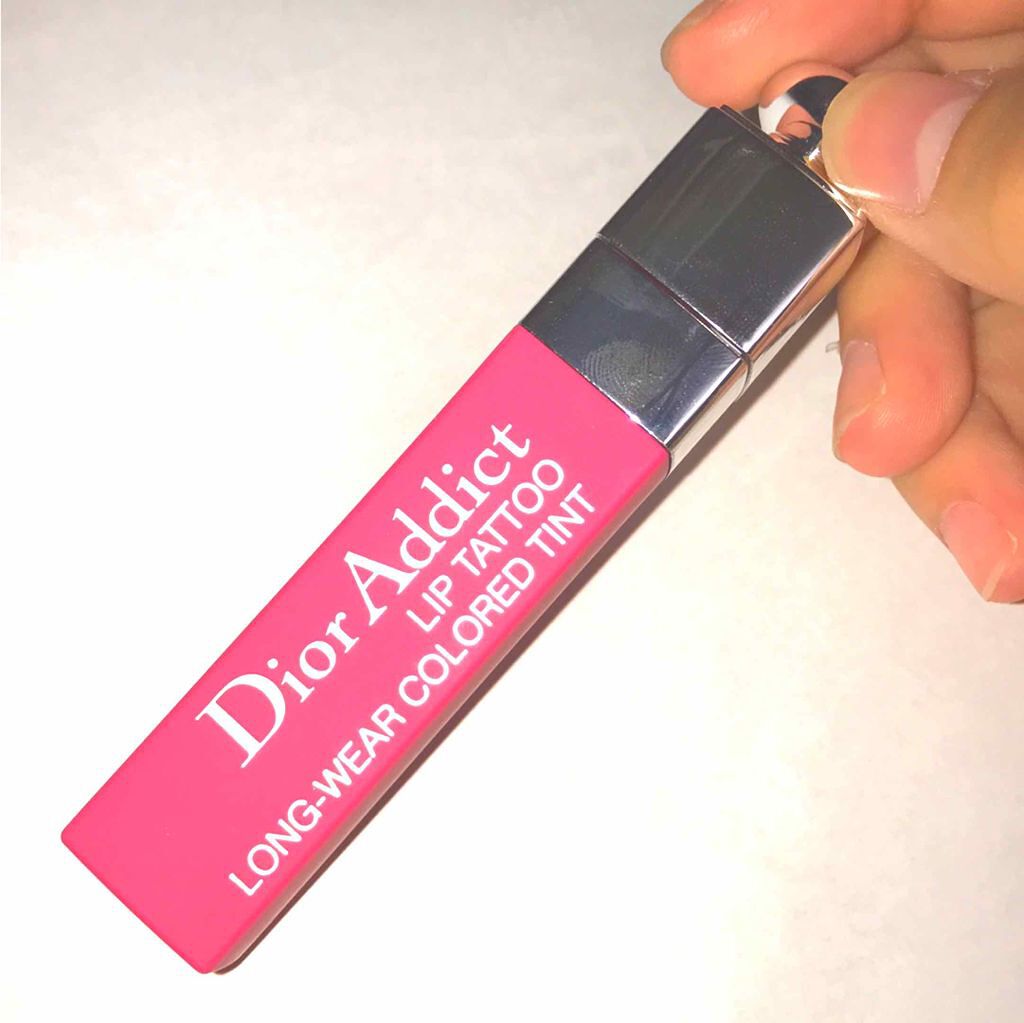 Dior Addict
LIP TATTOO
LONG-WEAR COLORED TINT